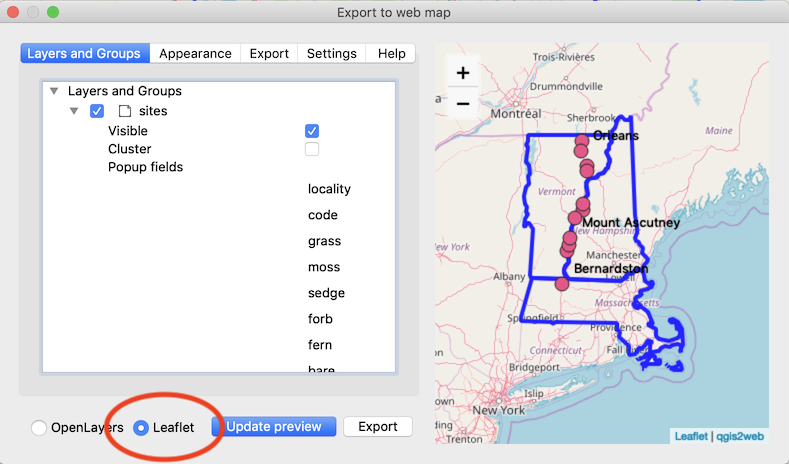 Export to web map
Layers and Groups Appearance Export Settings Help
Layers and Groups
sites
Visible
Cluster
Popup fields
locality
code
grass
moss
sedge
forb
fern
bare
OpenLayers Leaflet Update preview Export
+
−
Trois-Rivières
Drummondville
Montréal
Sherbrook
Maine
Orleans
Vermont
Mount Ascutney
New Hampshire
New York
Manchester
Albany
Bernardston
Lowell
Massachusetts
Springfield
Providence
Connecticut
Fall River
Bridgeport
Islip
New York
Trenton
Leaflet | qgis2web